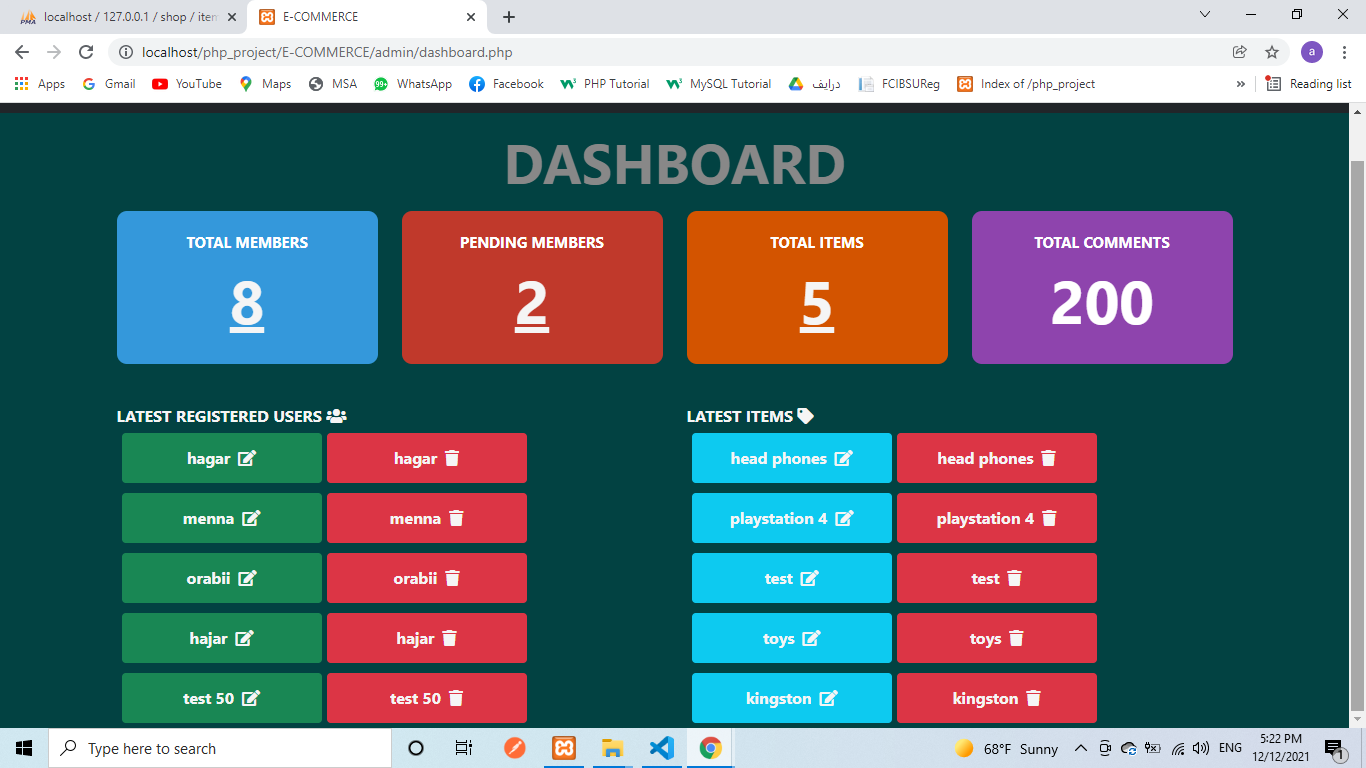 localhost / 127.0.0.1 / shop / item
E-COMMERCE
localhost/php_project/E-COMMERCE/admin/dashboard.php
a
Apps
Gmail
YouTube
Maps
MSA
99+
WhatsApp
Facebook
PHP Tutorial
MySQL Tutorial
درايف
FCIBSUReg
Index of /php_project
»
Reading list
DASHBOARD
TOTAL MEMBERS
8
PENDING MEMBERS
2
TOTAL ITEMS
5
TOTAL COMMENTS
200
LATEST REGISTERED USERS
hagar hagar
menna menna
orabii orabii
hajar hajar
test 50 test 50
LATEST ITEMS
head phones head phones
playstation 4 playstation 4
test test
toys toys
kingston kingston
Type here to search
68°F Sunny
ENG
5:22 PM
12/12/2021
1